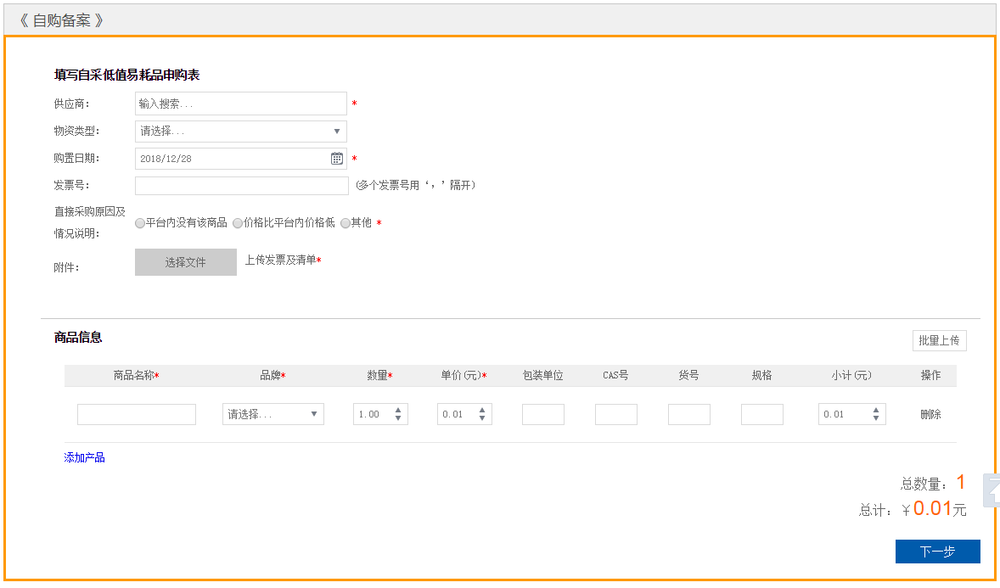 《 自购备案 》
填写自采低值易耗品申购表
供应商： 输入搜索... *
物资类型： 请选择...
购置日期： 2018/12/28 *
发票号： (多个发票号用‘，’隔开)
直接采购原因及
情况说明： 平台内没有该商品 价格比平台内价格低 其他 *
附件： 选择文件 上传发票及清单*
商品信息
批量上传
商品名称* 品牌* 数量* 单价(元)* 包装单位 CAS号 货号 规格 小计(元) 操作
请选择... 1.00 0.01 0.01 删除
添加产品
总数量：1
总计：￥0.01元
下一步